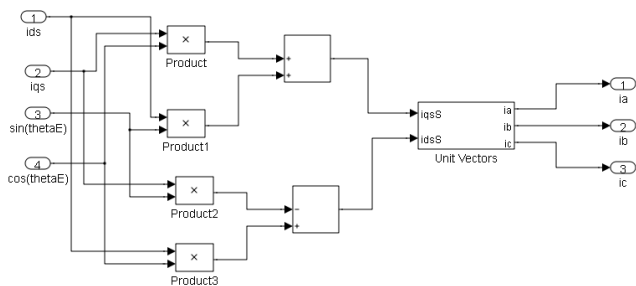 1
ids
×
Product
+
+
1
ia
2
iqs
iqsS
ia
ib
2
ib
3
sin(thetaE)
×
Product1
idsS
ic
Unit Vectors
4
cos(thetaE)
3
ic
×
Product2
−
+
×
Product3